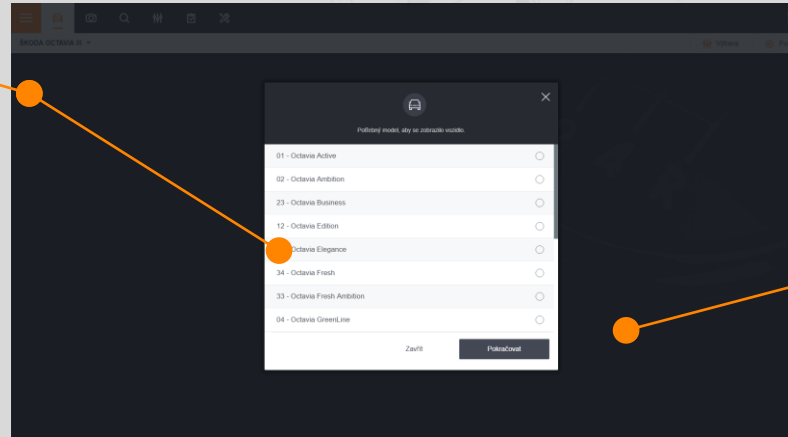 ŠKODA OCTAVIA III
Výbava
Potřebný model, aby se zobrazilo vozidlo.
01 - Octavia Active
02 - Octavia Ambition
23 - Octavia Business
12 - Octavia Edition
Octavia Elegance
34 - Octavia Fresh
33 - Octavia Fresh Ambition
04 - Octavia GreenLine
Zavřít
Pokračovat